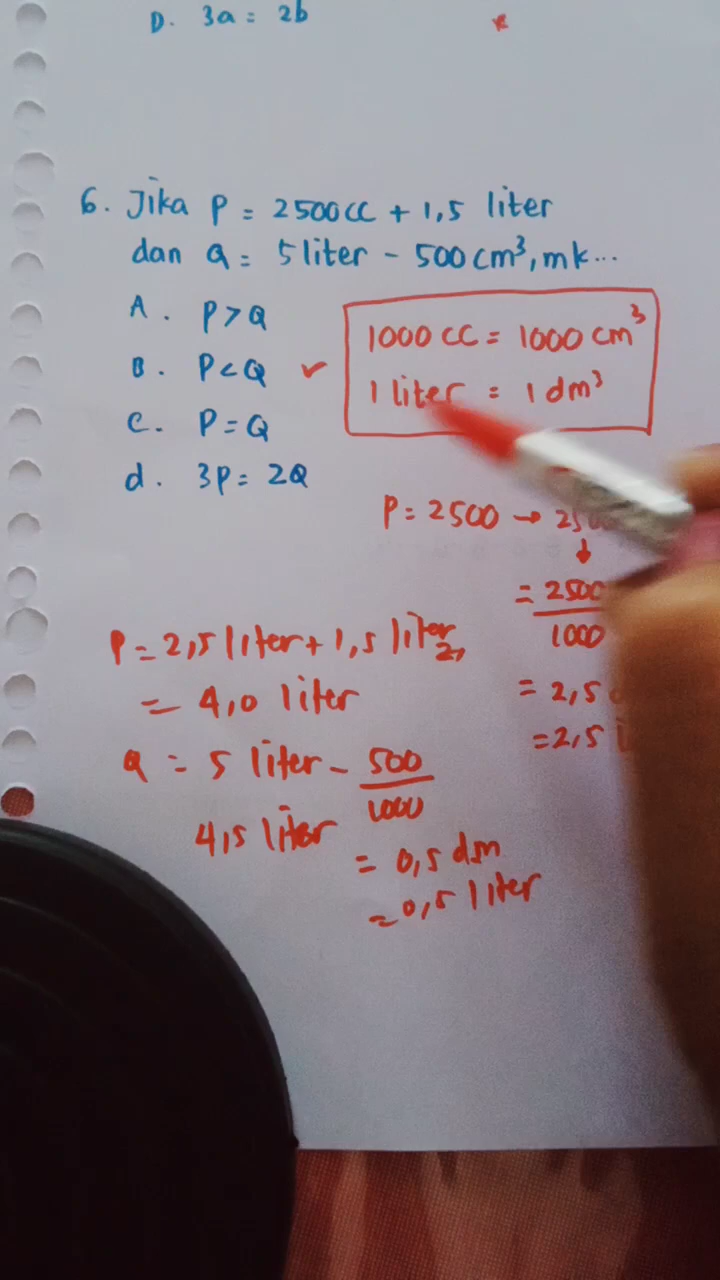 D. 3a = 2b
6. Jika P = 2500 CC + 1,5 liter
dan Q = 5 liter - 500 cm³, mk...
A. P > Q
B. P < Q ✓
C. P = Q
d. 3P = 2Q
1000 CC = 1000 cm³
1 liter = 1 dm³
P = 2500 →
↓
= 2500
1000
= 2,5
= 2,5
P = 2,5 liter + 1,5 liter
= 4,0 liter
Q = 5 liter - 500
1000
4,5 liter
= 0,5 dm
= 0,5 liter